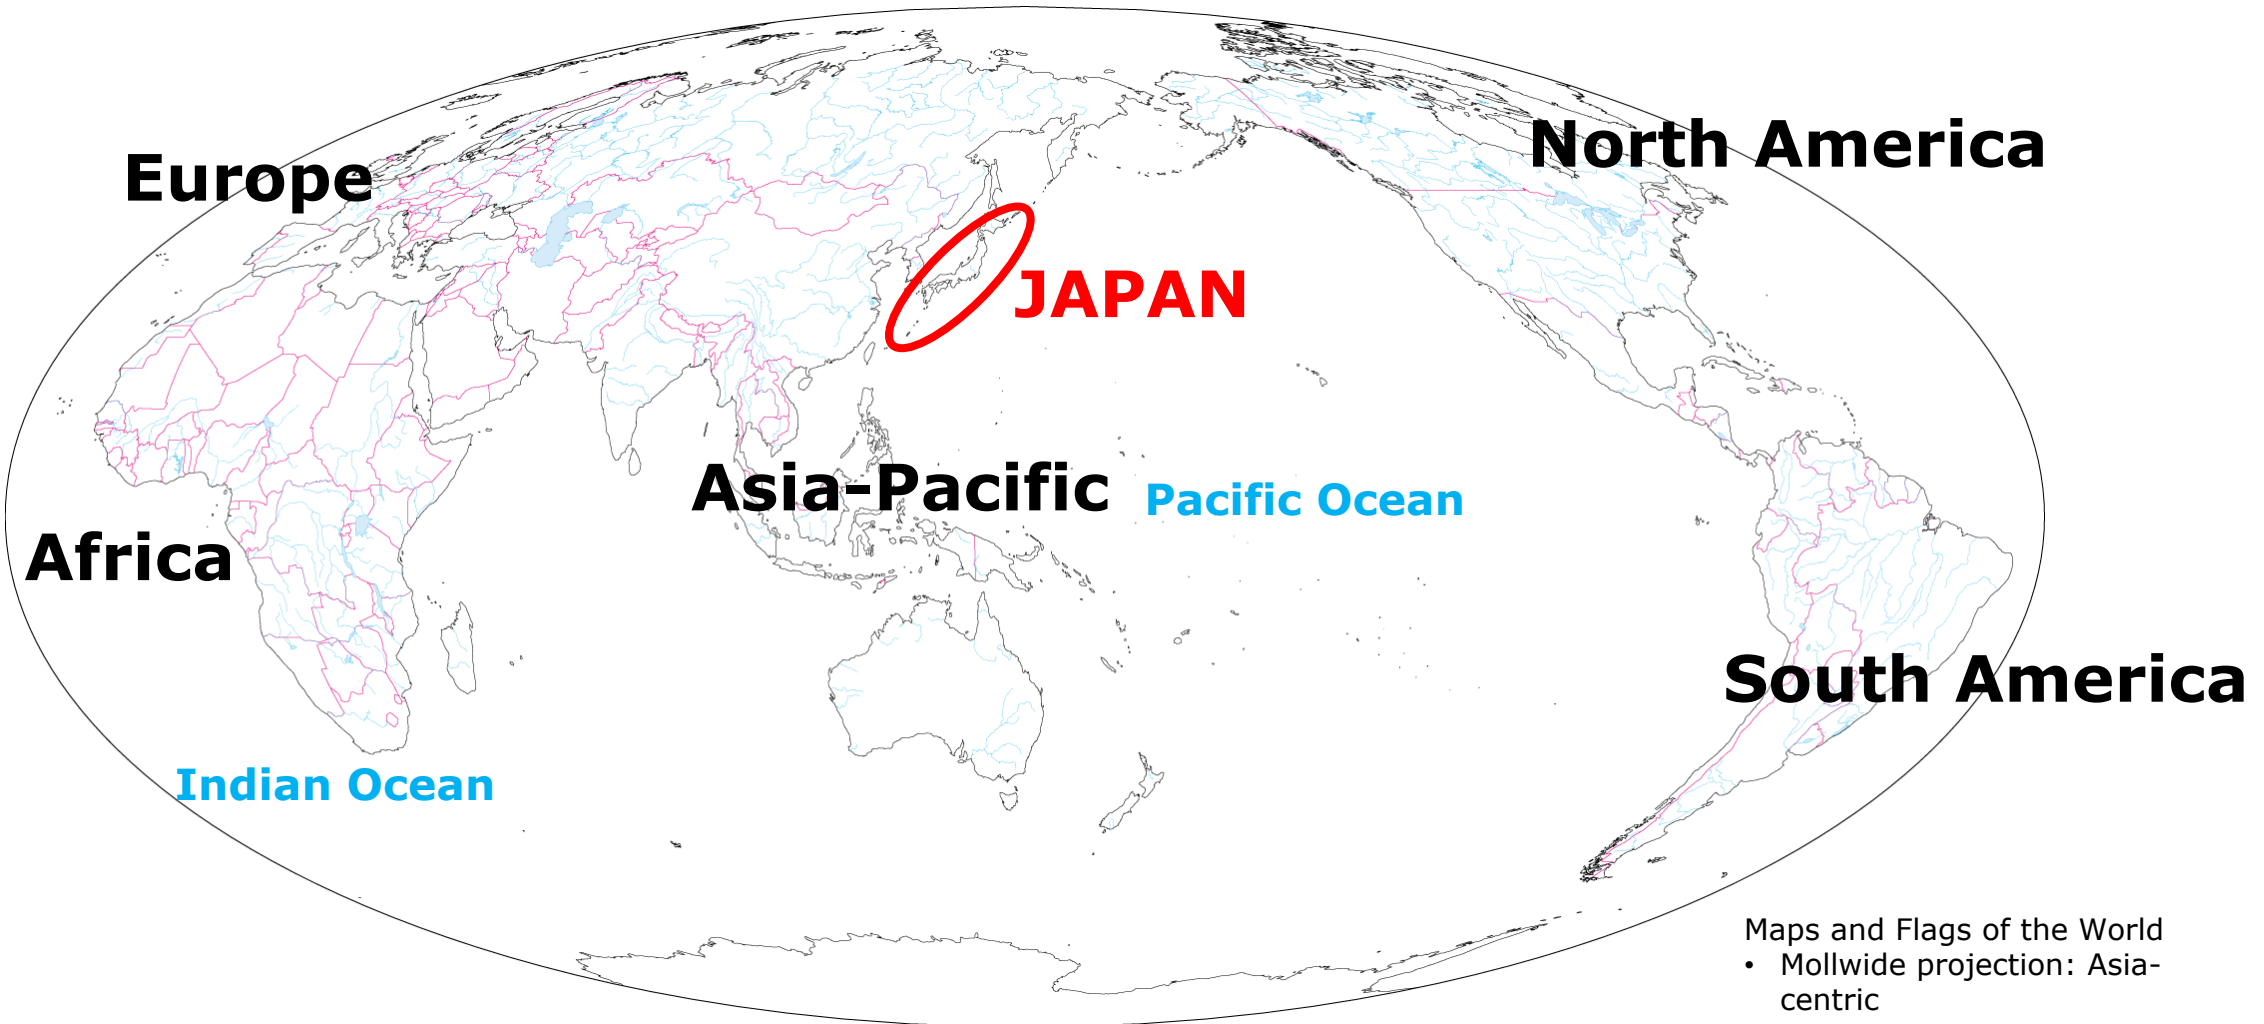 North America
Europe
JAPAN
Asia-Pacific
Pacific Ocean
Africa
South America
Indian Ocean
Maps and Flags of the World
• Mollwide projection: Asia-
centric